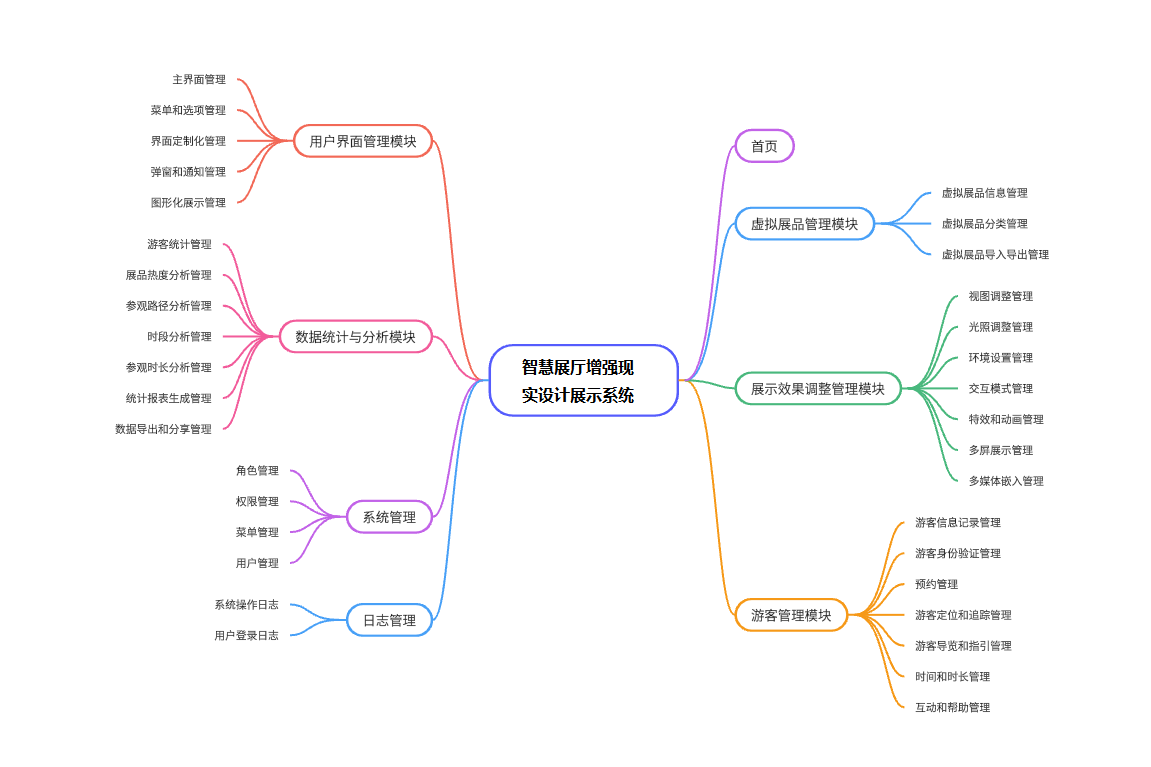 智慧展厅增强现
实设计展示系统
首页
虚拟展品管理模块
虚拟展品信息管理
虚拟展品分类管理
虚拟展品导入导出管理
展示效果调整管理模块
视图调整管理
光照调整管理
环境设置管理
交互模式管理
特效和动画管理
多屏展示管理
多媒体嵌入管理
游客管理模块
游客信息记录管理
游客身份验证管理
预约管理
游客定位和追踪管理
游客导览和指引管理
时间和时长管理
互动和帮助管理
用户界面管理模块
主界面管理
菜单和选项管理
界面定制化管理
弹窗和通知管理
图形化展示管理
数据统计与分析模块
游客统计管理
展品热度分析管理
参观路径分析管理
时段分析管理
参观时长分析管理
统计报表生成管理
数据导出和分享管理
系统管理
角色管理
权限管理
菜单管理
用户管理
日志管理
系统操作日志
用户登录日志